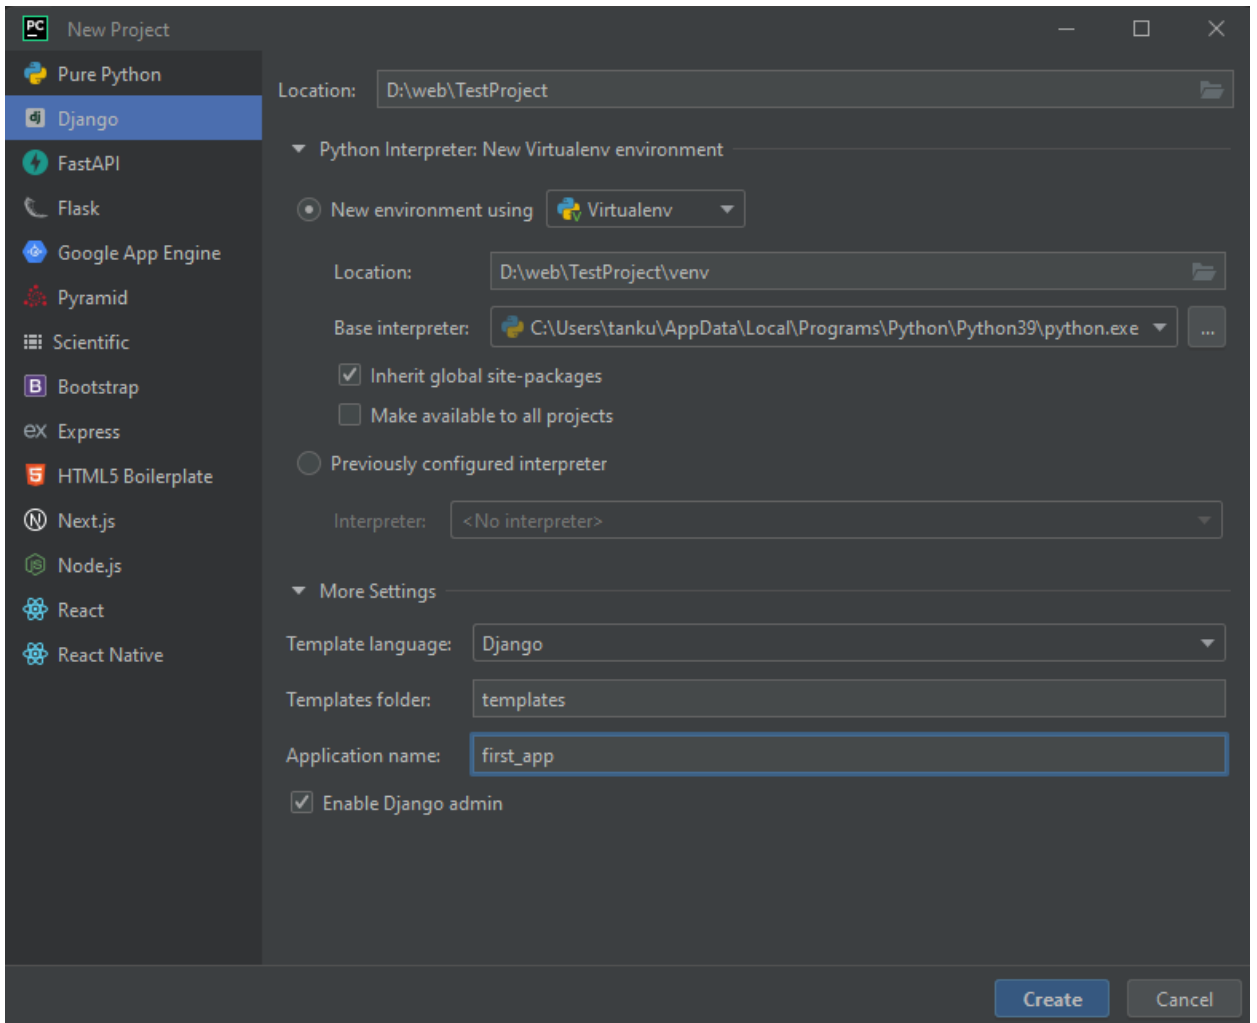 PC New Project
Pure Python
dj Django
FastAPI
Flask
Google App Engine
Pyramid
Scientific
B Bootstrap
ex Express
5 HTML5 Boilerplate
N Next.js
JS Node.js
React
React Native
Location: D:\web\TestProject
Python Interpreter: New Virtualenv environment
New environment using V Virtualenv
Location: D:\web\TestProject\venv
Base interpreter: C:\Users\tanku\AppData\Local\Programs\Python\Python39\python.exe ...
Inherit global site-packages
Make available to all projects
Previously configured interpreter
Interpreter: <No interpreter>
More Settings
Template language: Django
Templates folder: templates
Application name: first_app
Enable Django admin
Create Cancel